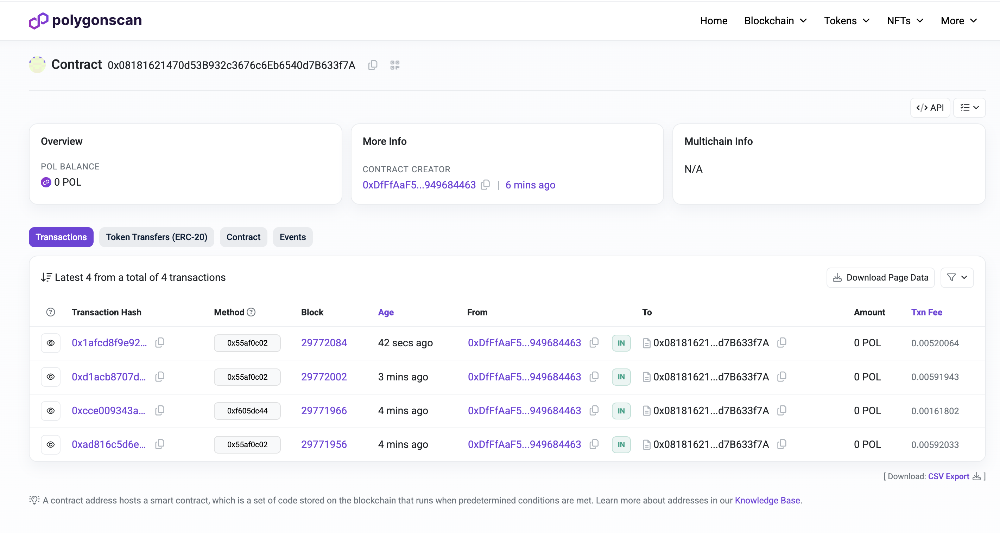 polygonscan
Home Blockchain Tokens NFTs More
Contract 0x08181621470d53B932c3676c6Eb6540d7B633f7A
</> API
Overview
POL BALANCE
0 POL
More Info
CONTRACT CREATOR
0xDfFfAaF5...949684463 | 6 mins ago
Multichain Info
N/A
Transactions Token Transfers (ERC-20) Contract Events
Latest 4 from a total of 4 transactions
Download Page Data
? Transaction Hash Method ? Block Age From To Amount Txn Fee
0x1afcd8f9e92... 0x55af0c02 29772084 42 secs ago 0xDfFfAaF5...949684463 IN 0x08181621...d7B633f7A 0 POL 0.00520064
0xd1acb8707d... 0x55af0c02 29772002 3 mins ago 0xDfFfAaF5...949684463 IN 0x08181621...d7B633f7A 0 POL 0.00591943
0xcce009343a... 0xf605dc44 29771966 4 mins ago 0xDfFfAaF5...949684463 IN 0x08181621...d7B633f7A 0 POL 0.00161802
0xad816c5d6e... 0x55af0c02 29771956 4 mins ago 0xDfFfAaF5...949684463 IN 0x08181621...d7B633f7A 0 POL 0.00592033
[ Download: CSV Export ]
A contract address hosts a smart contract, which is a set of code stored on the blockchain that runs when predetermined conditions are met. Learn more about addresses in our Knowledge Base.